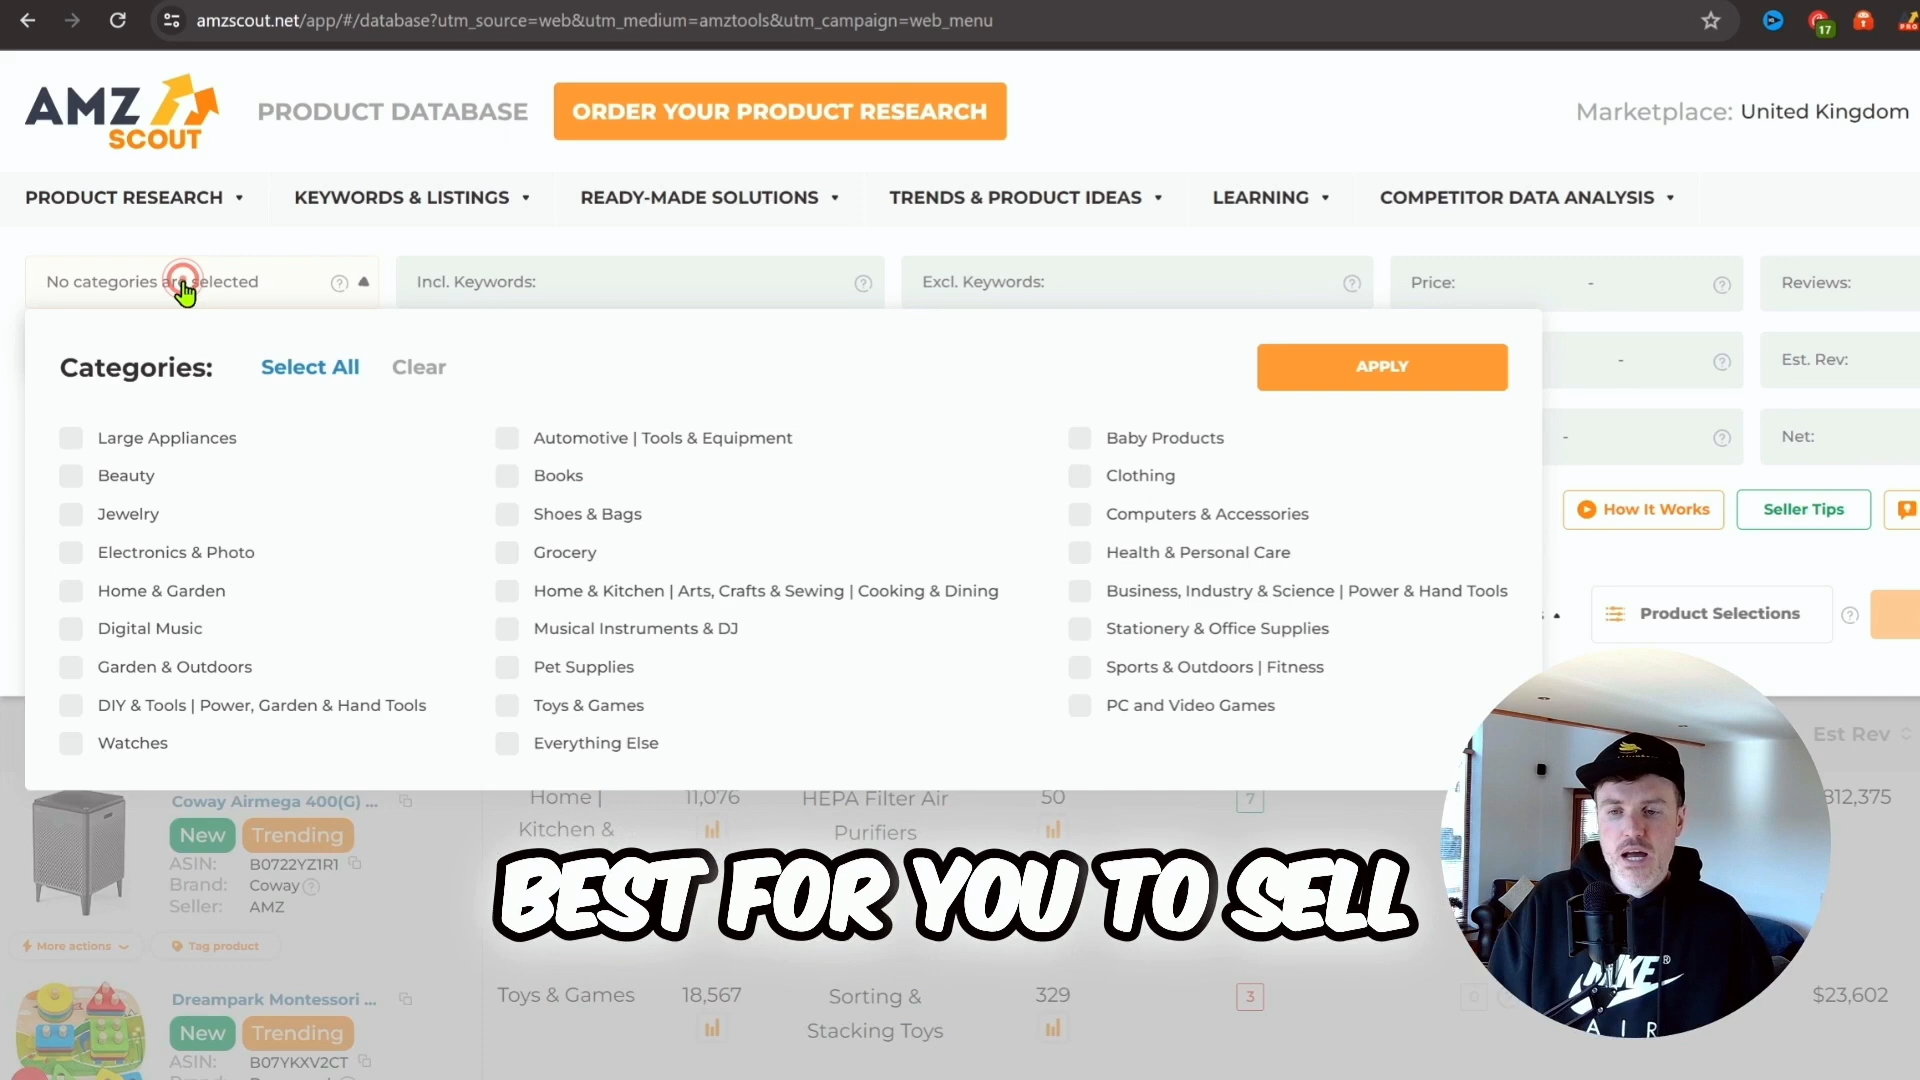 amzscout.net/app/#/database?utm_source=web&utm_medium=amztools&utm_campaign=web_menu
17
PRO
AMZ
SCOUT
PRODUCT DATABASE
ORDER YOUR PRODUCT RESEARCH
Marketplace: United Kingdom
PRODUCT RESEARCH
KEYWORDS & LISTINGS
READY-MADE SOLUTIONS
TRENDS & PRODUCT IDEAS
LEARNING
COMPETITOR DATA ANALYSIS
No categories are selected
Incl. Keywords:
Excl. Keywords:
Price: -
Reviews:
- Est. Rev:
- Net:
Categories: Select All Clear
APPLY
Large Appliances
Beauty
Jewelry
Electronics & Photo
Home & Garden
Digital Music
Garden & Outdoors
DIY & Tools | Power, Garden & Hand Tools
Watches
Automotive | Tools & Equipment
Books
Shoes & Bags
Grocery
Home & Kitchen | Arts, Crafts & Sewing | Cooking & Dining
Musical Instruments & DJ
Pet Supplies
Toys & Games
Everything Else
Baby Products
Clothing
Computers & Accessories
Health & Personal Care
Business, Industry & Science | Power & Hand Tools
Stationery & Office Supplies
Sports & Outdoors | Fitness
PC and Video Games
How It Works
Seller Tips
Product Selections
Est Rev
Coway Airmega 400(G) ...
New Trending
ASIN: B0722YZ1R1
Brand: Coway
Seller: AMZ
More actions
Tag product
Home |
Kitchen &
11,076
HEPA Filter Air
Purifiers
50
7
812,375
BEST FOR YOU TO SELL
Dreampark Montessori ...
New Trending
ASIN: B07YKXV2CT
Toys & Games
18,567
Sorting &
Stacking Toys
329
3
0
$23,602
NIKE
AIR